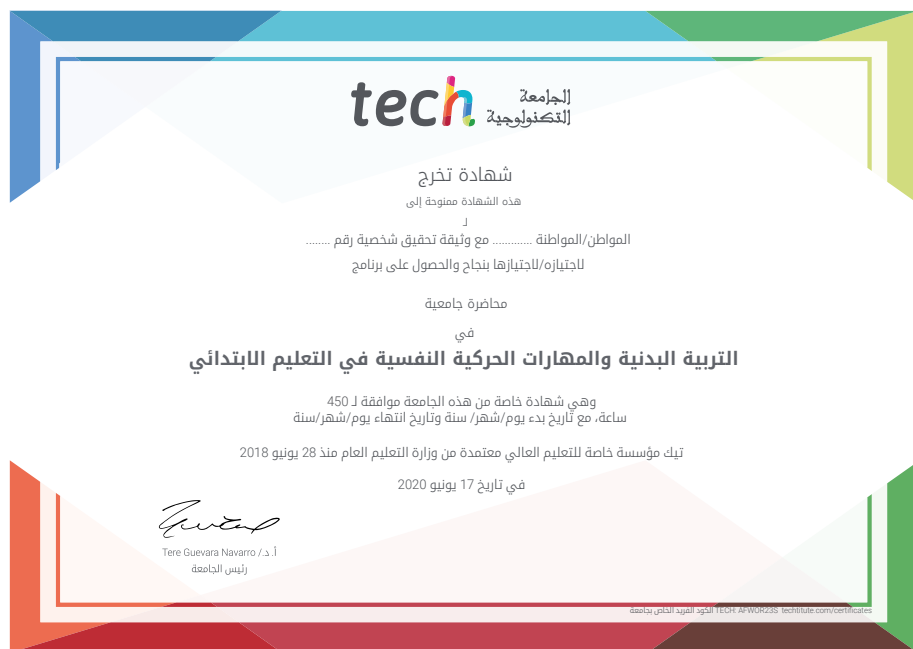 tech الجامعة التكنولوجية
شهادة تخرج
هذه الشهادة ممنوحة إلى
لـ
المواطن/المواطنة ............. مع وثيقة تحقيق شخصية رقم ........
لاجتيازه/لاجتيازها بنجاح والحصول على برنامج
محاضرة جامعية
في
التربية البدنية والمهارات الحركية النفسية في التعليم الابتدائي
وهي شهادة خاصة من هذه الجامعة موافقة لـ 450
ساعة، مع تاريخ بدء يوم/شهر/ سنة وتاريخ انتهاء يوم/شهر/سنة
تيك مؤسسة خاصة للتعليم العالي معتمدة من وزارة التعليم العام منذ 28 يونيو 2018
في تاريخ 17 يونيو 2020
أ. د./ Tere Guevara Navarro
رئيس الجامعة
الكود الفريد الخاص بجامعة TECH: AFWOR23S techtitute.com/certificates